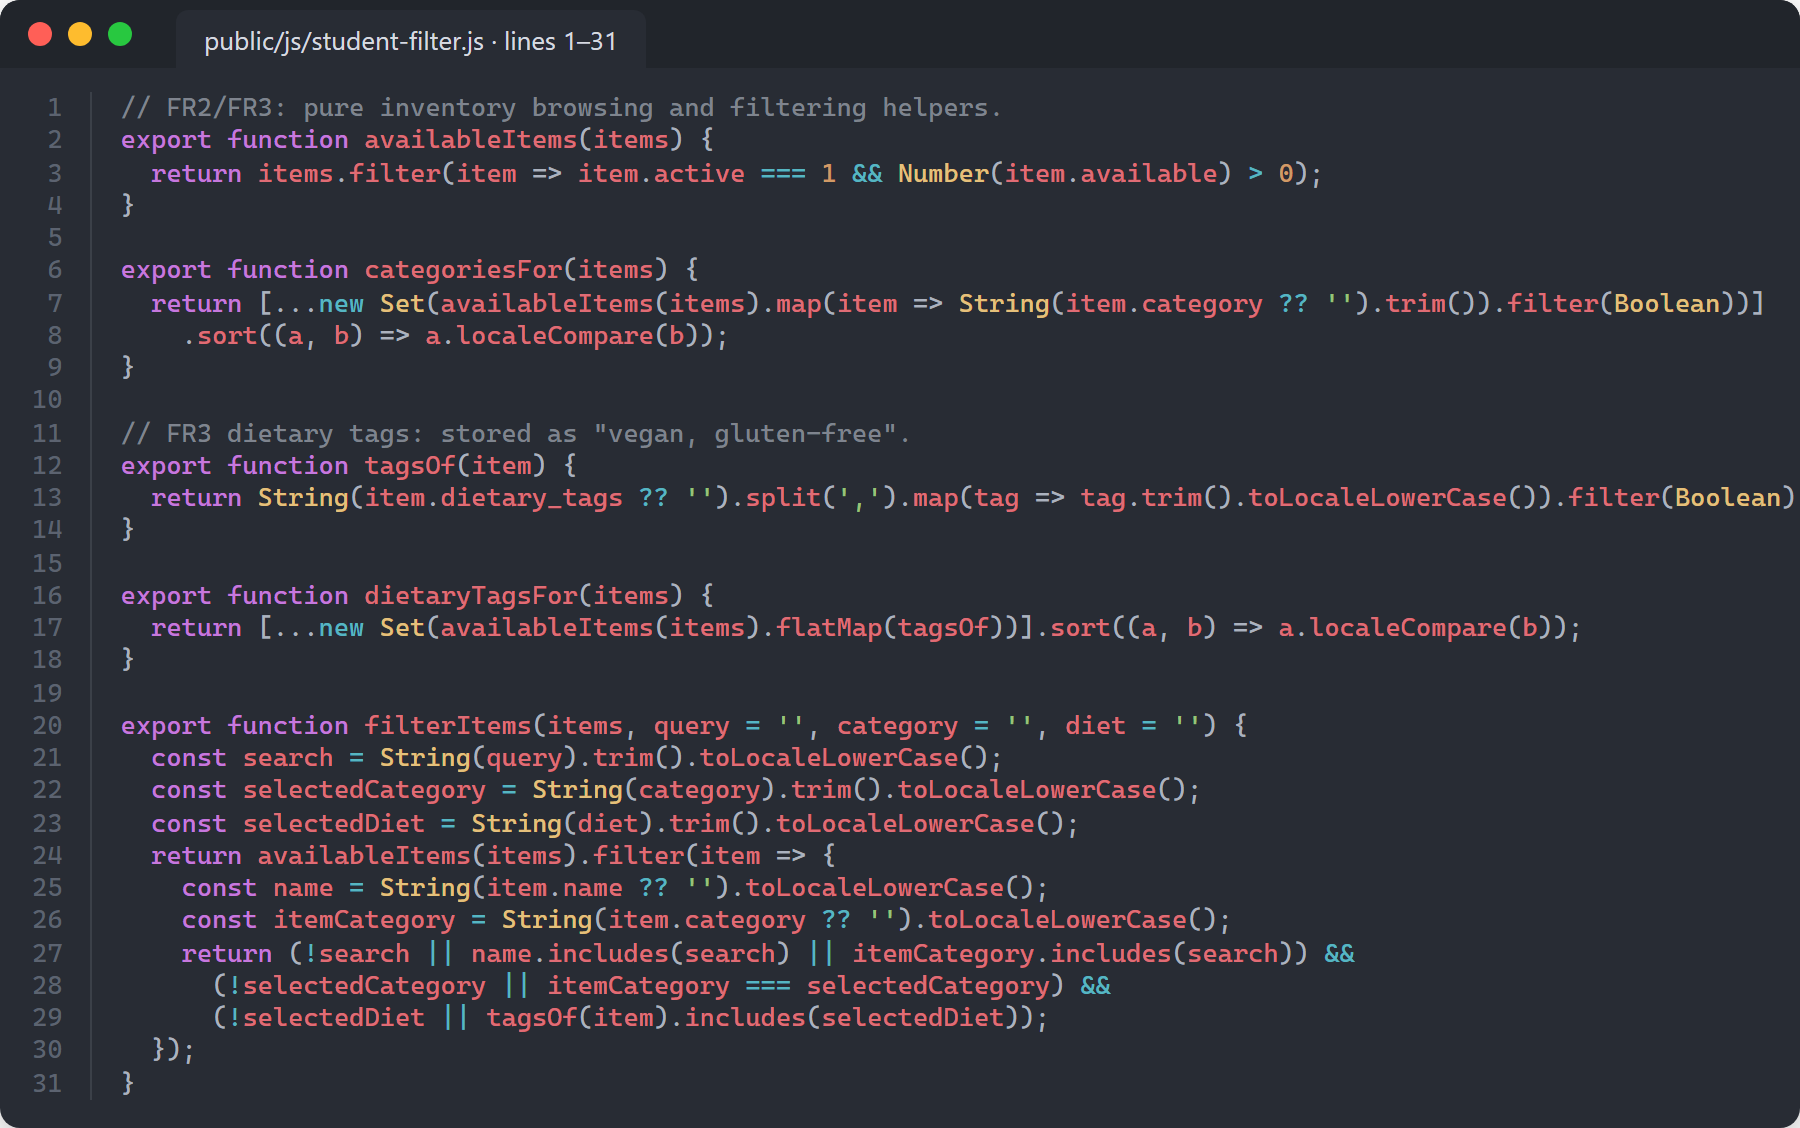 public/js/student-filter.js · lines 1–31
1 // FR2/FR3: pure inventory browsing and filtering helpers.
2 export function availableItems(items) {
3   return items.filter(item => item.active === 1 && Number(item.available) > 0);
4 }
5
6 export function categoriesFor(items) {
7   return [...new Set(availableItems(items).map(item => String(item.category ?? '').trim()).filter(Boolean))]
8     .sort((a, b) => a.localeCompare(b));
9 }
10
11 // FR3 dietary tags: stored as "vegan, gluten-free".
12 export function tagsOf(item) {
13   return String(item.dietary_tags ?? '').split(',').map(tag => tag.trim().toLocaleLowerCase()).filter(Boolean)
14 }
15
16 export function dietaryTagsFor(items) {
17   return [...new Set(availableItems(items).flatMap(tagsOf))].sort((a, b) => a.localeCompare(b));
18 }
19
20 export function filterItems(items, query = '', category = '', diet = '') {
21   const search = String(query).trim().toLocaleLowerCase();
22   const selectedCategory = String(category).trim().toLocaleLowerCase();
23   const selectedDiet = String(diet).trim().toLocaleLowerCase();
24   return availableItems(items).filter(item => {
25     const name = String(item.name ?? '').toLocaleLowerCase();
26     const itemCategory = String(item.category ?? '').toLocaleLowerCase();
27     return (!search || name.includes(search) || itemCategory.includes(search)) &&
28       (!selectedCategory || itemCategory === selectedCategory) &&
29       (!selectedDiet || tagsOf(item).includes(selectedDiet));
30   });
31 }